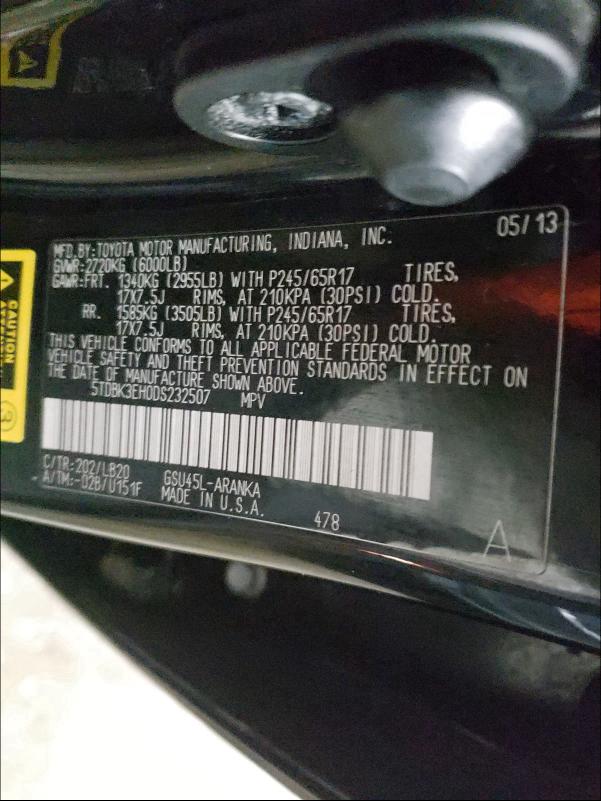 MFD.BY:TOYOTA MOTOR MANUFACTURING, INDIANA, INC. 05/13
GVWR:2720KG (6000LB)
GAWR:FRT. 1340KG (2955LB) WITH P245/65R17 TIRES,
17X7.5J RIMS, AT 210KPA (30PSI) COLD.
RR. 1585KG (3505LB) WITH P245/65R17 TIRES,
17X7.5J RIMS, AT 210KPA (30PSI) COLD.
THIS VEHICLE CONFORMS TO ALL APPLICABLE FEDERAL MOTOR
VEHICLE SAFETY AND THEFT PREVENTION STANDARDS IN EFFECT ON
THE DATE OF MANUFACTURE SHOWN ABOVE.
5TDBK3EH0DS232507 MPV
C/TR:202/LB20 GSU45L-ARANKA
A/TM:-02B/U151F MADE IN U.S.A.
478
A
CAUTION